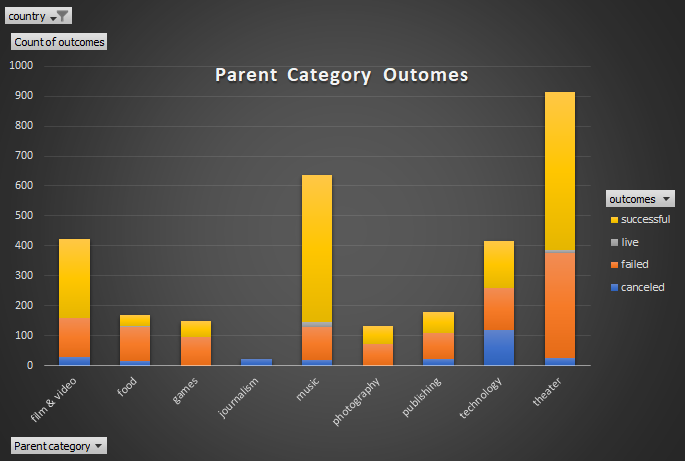 country
Count of outcomes
Parent Category Outomes
1000
900
800
700
600
500
400
300
200
100
0
outcomes
successful
live
failed
canceled
film & video
food
games
journalism
music
photography
publishing
technology
theater
Parent category